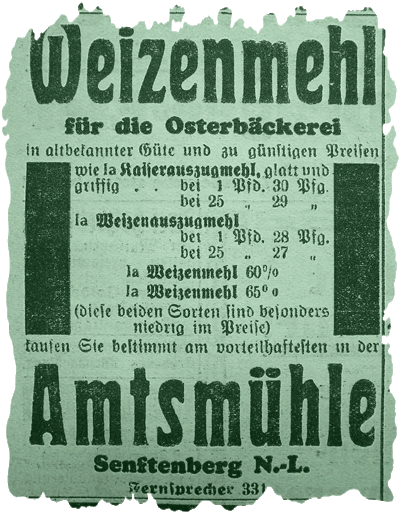 Weizenmehl
für die Osterbäckerei
in altbekannter Güte und zu günstigen Preisen
wie Ia Kaiserauszugmehl, glatt und
griffig . . bei 1 Pfd. 30 Pfg.
bei 25 „ 29 „
Ia Weizenauszugmehl
bei 1 Pfd. 28 Pfg.
bei 25 „ 27 „
Ia Weizenmehl 60%
Ia Weizenmehl 65%
(diese beiden Sorten sind besonders
niedrig im Preise)
kaufen Sie bestimmt am vorteilhaftesten in der
Amtsmühle
Senftenberg N.-L.
Fernsprecher 331